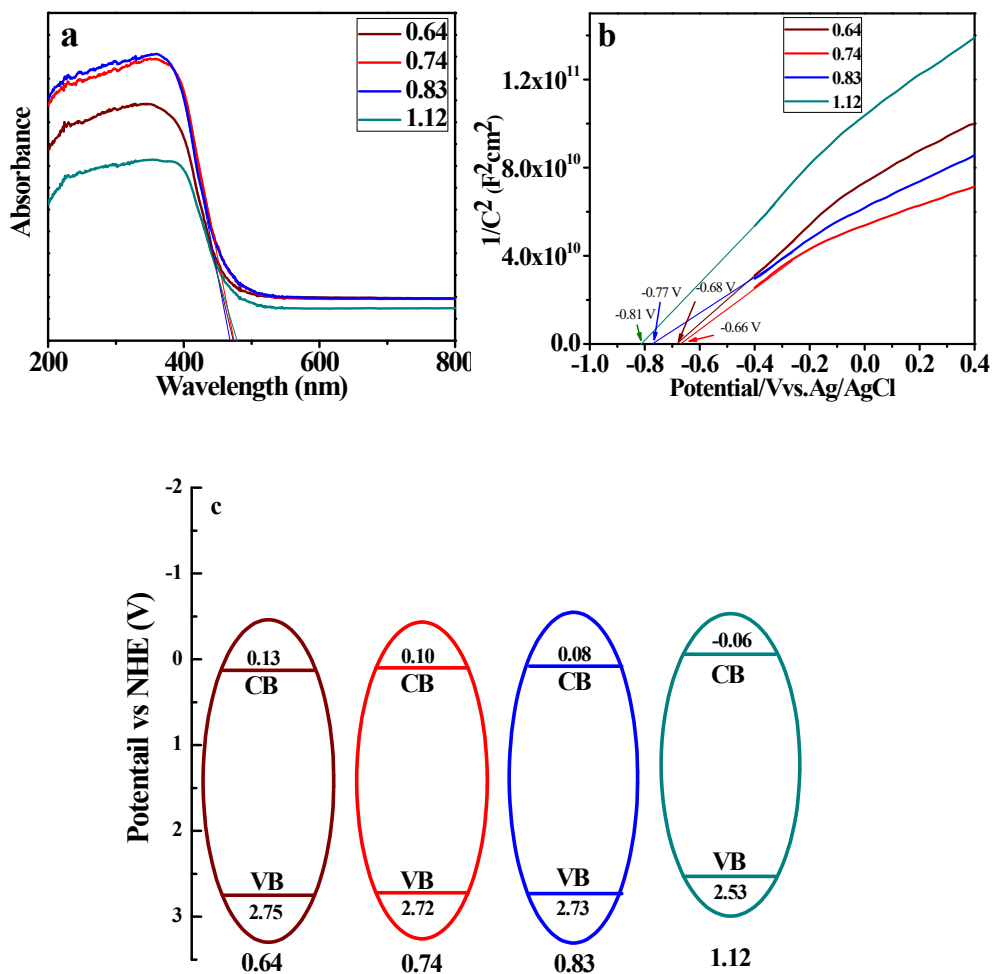 a
0.64
0.74
0.83
1.12
Absorbance
200
400
600
800
Wavelength (nm)
b
0.64
0.74
0.83
1.12
1/C² (F²cm²)
1.2x10¹¹
8.0x10¹⁰
4.0x10¹⁰
0.0
-0.77 V
-0.68 V
-0.81 V
-0.66 V
-1.0
-0.8
-0.6
-0.4
-0.2
0.0
0.2
0.4
Potential/Vvs.Ag/AgCl
c
Potentail vs NHE (V)
-2
-1
0
1
2
3
0.13
CB
VB
2.75
0.64
0.10
CB
VB
2.72
0.74
0.08
CB
VB
2.73
0.83
-0.06
CB
VB
2.53
1.12